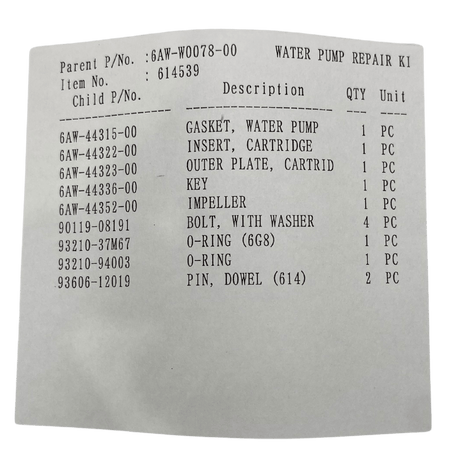 Parent P/No. :6AW-W0078-00 WATER PUMP REPAIR KI
Item No. : 614539
Child P/No. Description QTY Unit
6AW-44315-00 GASKET, WATER PUMP 1 PC
6AW-44322-00 INSERT, CARTRIDGE 1 PC
6AW-44323-00 OUTER PLATE, CARTRID 1 PC
6AW-44336-00 KEY 1 PC
6AW-44352-00 IMPELLER 1 PC
90119-08191 BOLT, WITH WASHER 4 PC
93210-37M67 O-RING (6G8) 1 PC
93210-94003 O-RING 1 PC
93606-12019 PIN, DOWEL (614) 2 PC